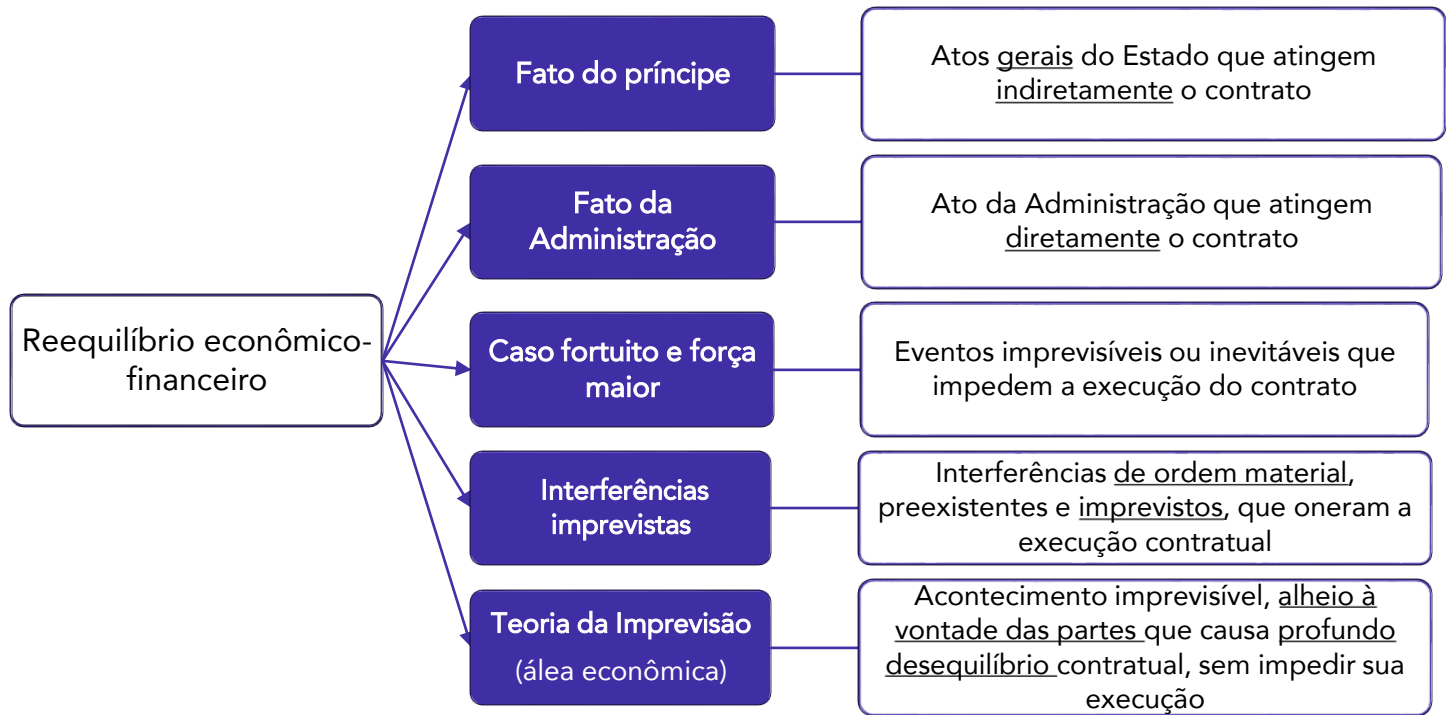 Reequilíbrio econômico-
financeiro
Fato do príncipe
Atos gerais do Estado que atingem
indiretamente o contrato
Fato da
Administração
Ato da Administração que atingem
diretamente o contrato
Caso fortuito e força
maior
Eventos imprevisíveis ou inevitáveis que
impedem a execução do contrato
Interferências
imprevistas
Interferências de ordem material,
preexistentes e imprevistos, que oneram a
execução contratual
Teoria da Imprevisão
(álea econômica)
Acontecimento imprevisível, alheio à
vontade das partes que causa profundo
desequilíbrio contratual, sem impedir sua
execução